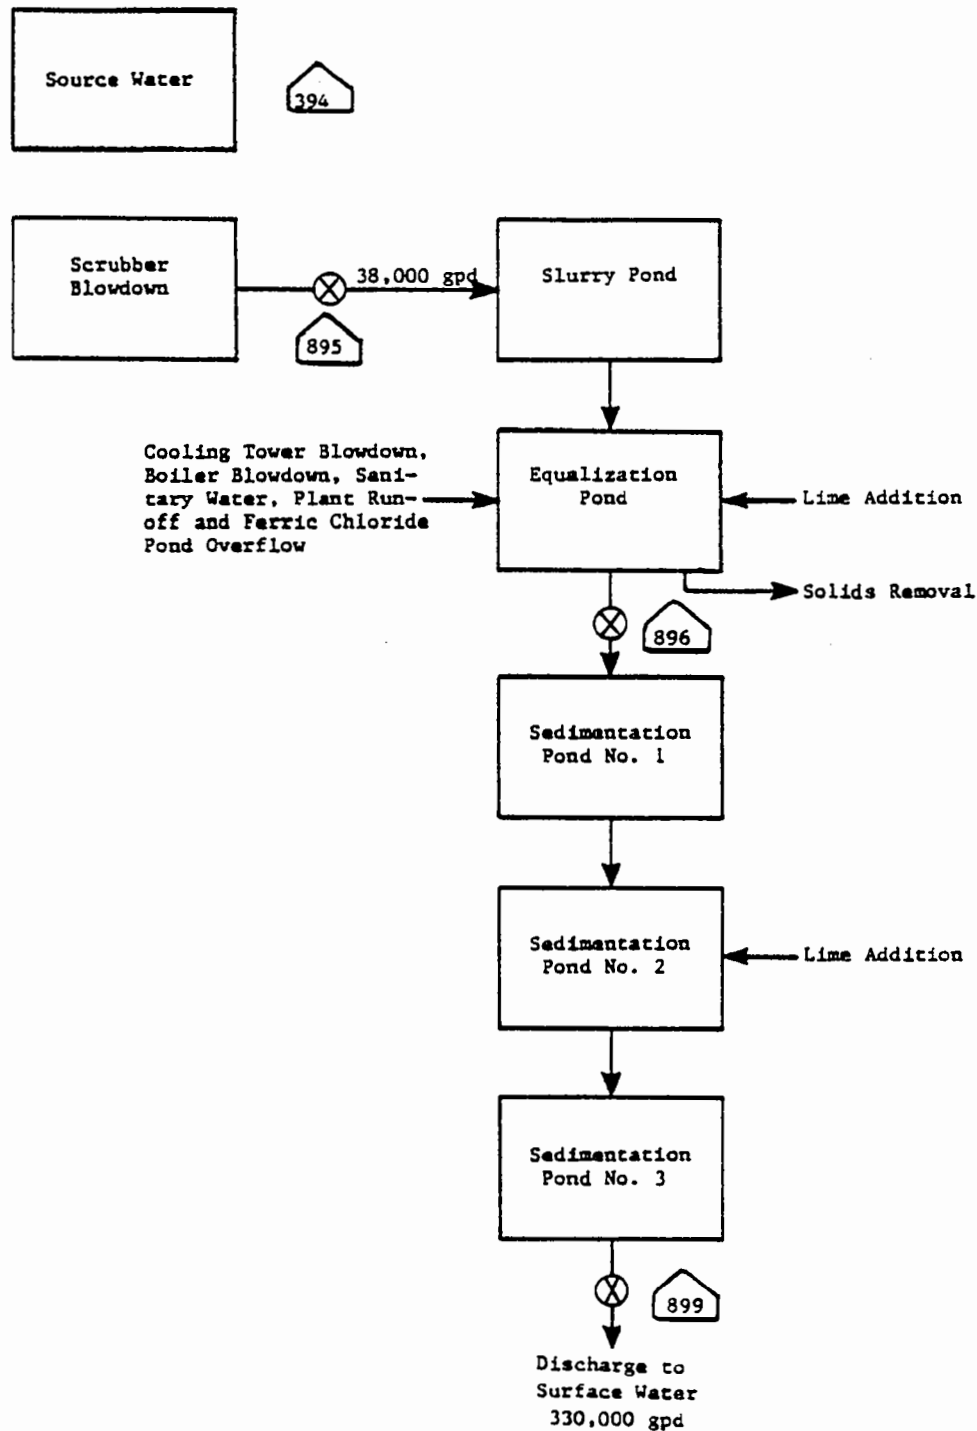 Source Water
394
Scrubber
Blowdown
38,000 gpd
895
Slurry Pond
Cooling Tower Blowdown,
Boiler Blowdown, Sani-
tary Water, Plant Run-
off and Ferric Chloride
Pond Overflow
Equalization
Pond
Lime Addition
Solids Removal
896
Sedimentation
Pond No. 1
Sedimentation
Pond No. 2
Lime Addition
Sedimentation
Pond No. 3
899
Discharge to
Surface Water
330,000 gpd